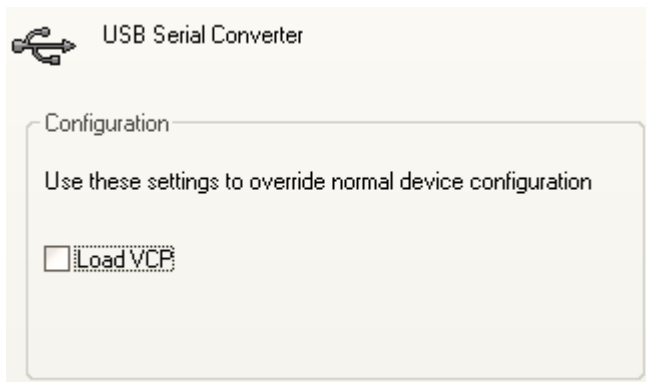 USB Serial Converter
Configuration
Use these settings to override normal device configuration
Load VCP